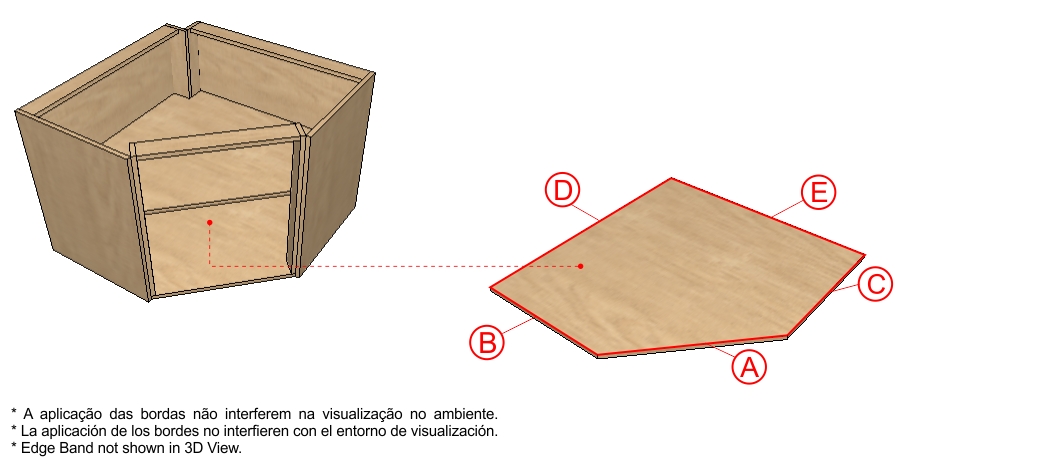 D
E
C
B
A
* A aplicação das bordas não interferem na visualização no ambiente.
* La aplicación de los bordes no interfieren con el entorno de visualización.
* Edge Band not shown in 3D View.